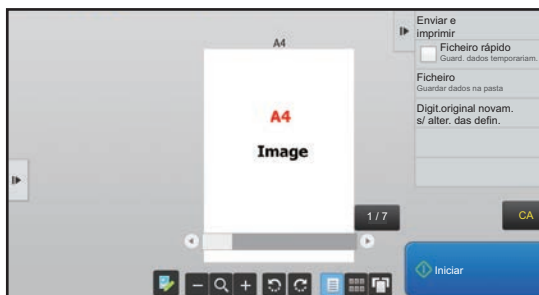 A4
A4
Image
1 / 7
Enviar e
imprimir
Ficheiro rápido
Guard. dados temporariam.
Ficheiro
Guardar dados na pasta
Digit.original novam.
s/ alter. das defin.
CA
Iniciar